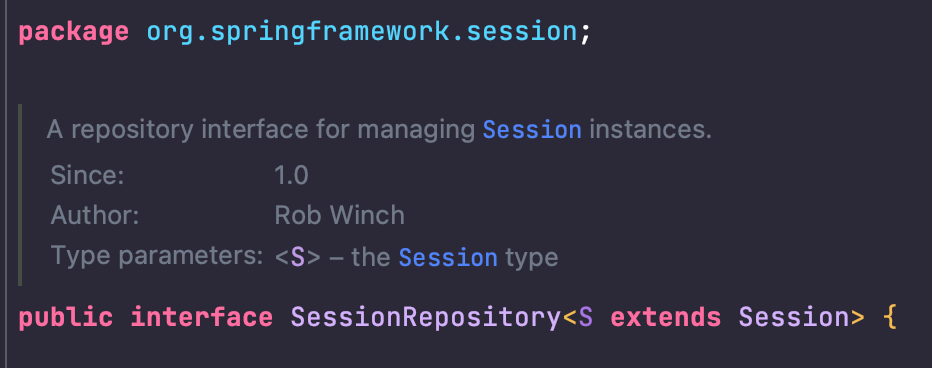 package org.springframework.session;
A repository interface for managing Session instances.
Since: 1.0
Author: Rob Winch
Type parameters: <S> – the Session type
public interface SessionRepository<S extends Session> {